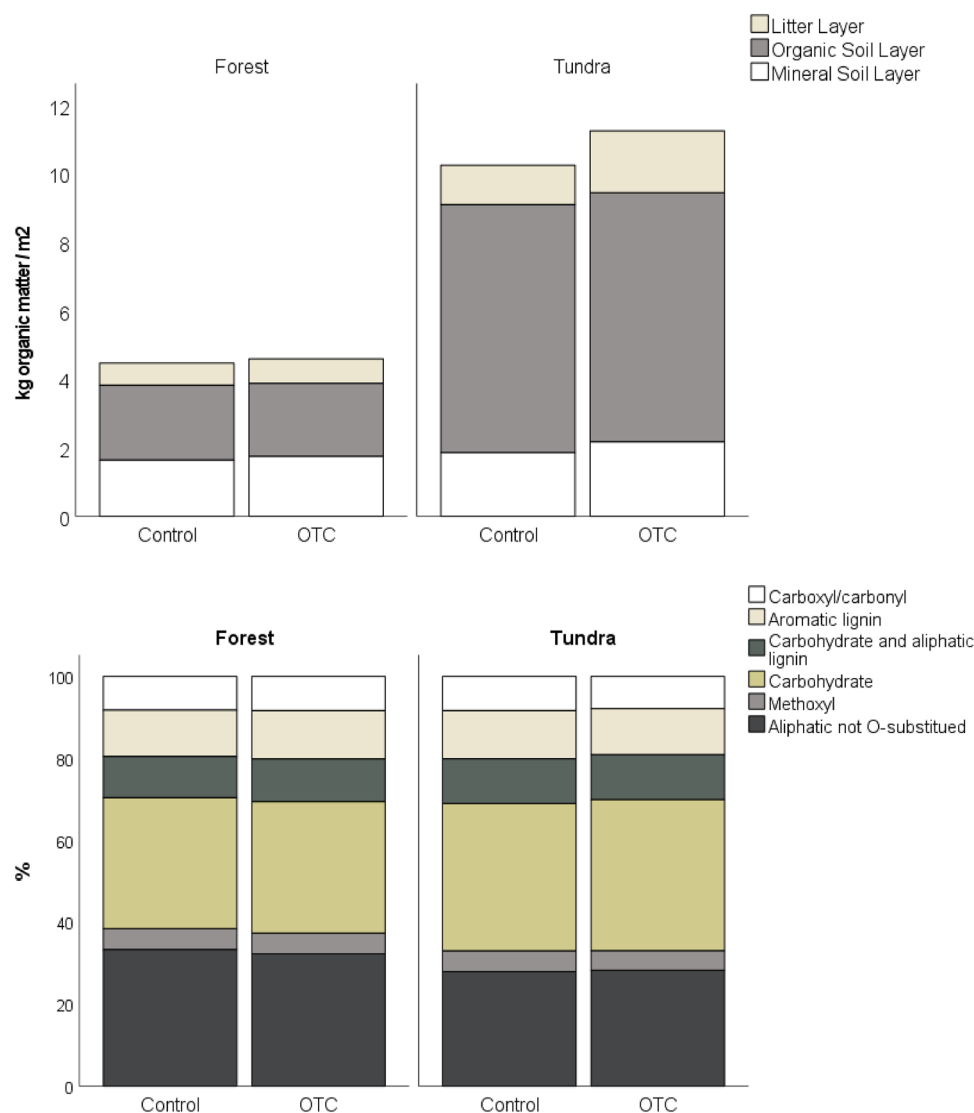 Litter Layer
Organic Soil Layer
Mineral Soil Layer
Forest
Tundra
12
10
8
6
4
2
0
kg organic matter / m2
Control
OTC
Control
OTC
Carboxyl/carbonyl
Aromatic lignin
Carbohydrate and aliphatic
lignin
Carbohydrate
Methoxyl
Aliphatic not O-substitued
Forest
Tundra
100
80
60
40
20
0
%
Control
OTC
Control
OTC